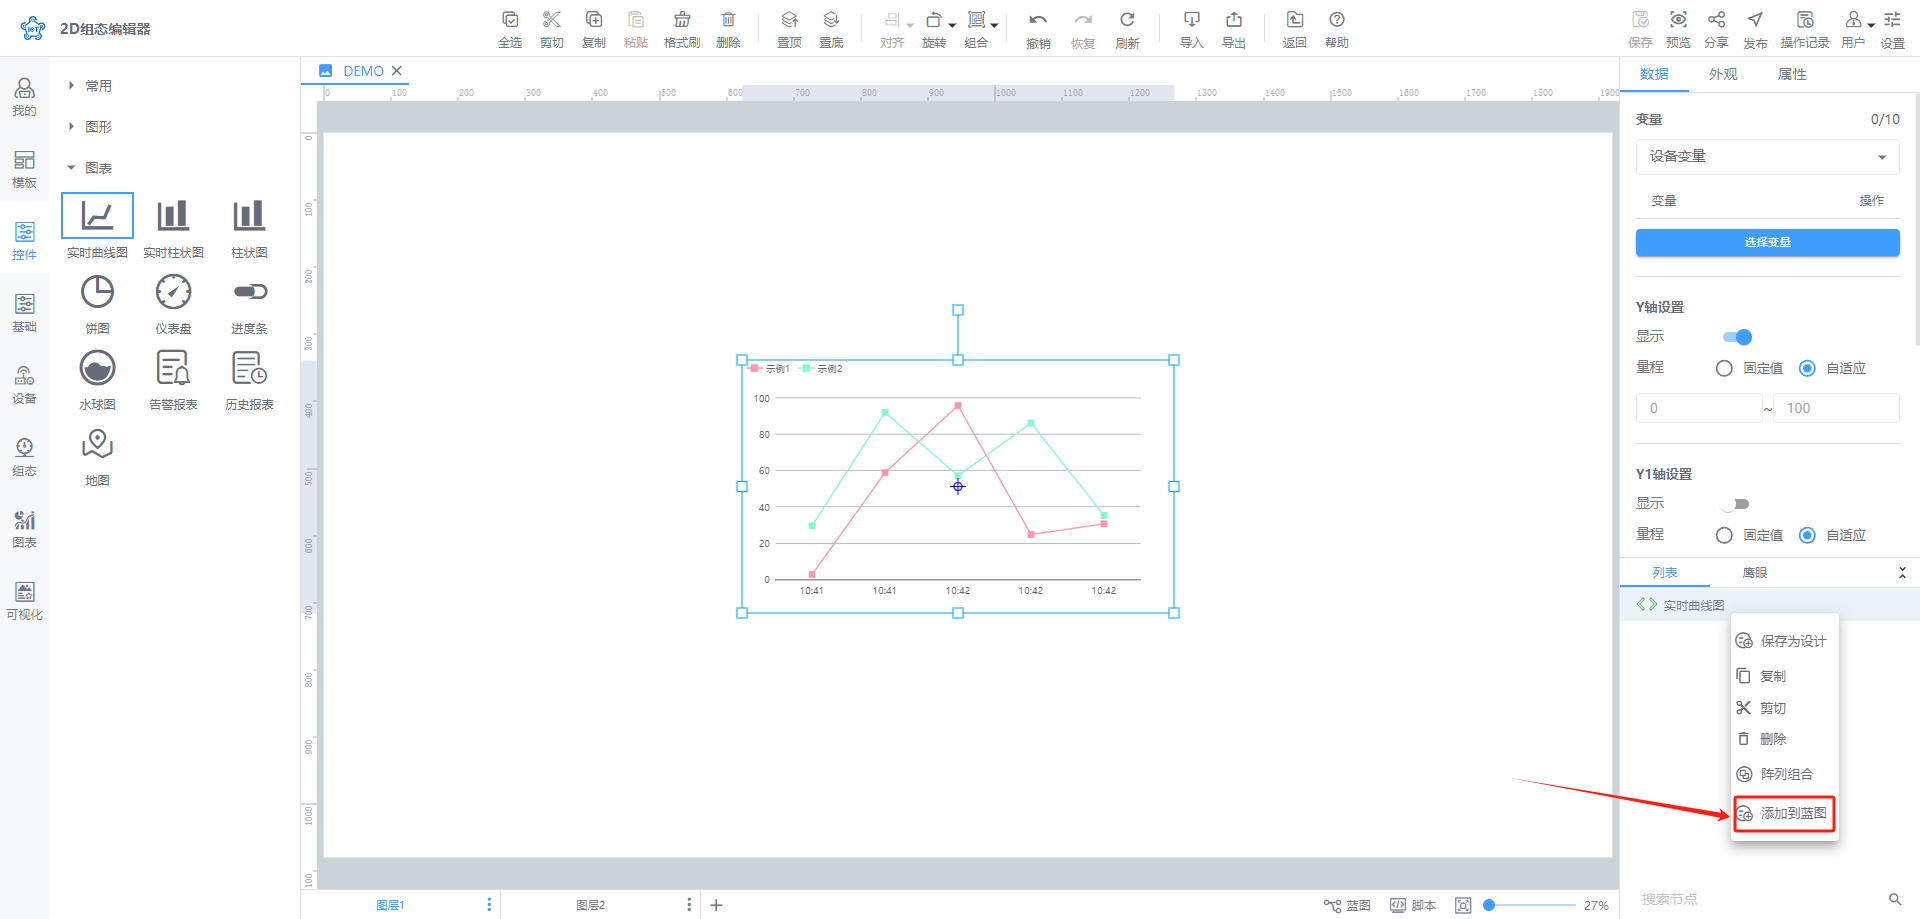 2D组态编辑器
全选 剪切 复制 粘贴 格式刷 删除 置顶 置底 对齐 旋转 组合 撤销 恢复 刷新 导入 导出 返回 帮助 保存 预览 分享 发布 操作记录 用户 设置
我的
模板
控件
基础
设备
组态
图表
可视化
常用
图形
图表
实时曲线图 实时柱状图 柱状图
饼图 仪表盘 进度条
水球图 告警报表 历史报表
地图
DEMO
0 100 200 300 400 500 600 700 800 900 1000 1100 1200 1300 1400 1500 1600 1700 1800 1900
0
100
200
300
400
500
600
700
800
900
1000
1100
示例1 示例2
100
80
60
40
20
0
10:41 10:41 10:42 10:42 10:42
图层1 图层2
蓝图 脚本 27%
数据 外观 属性
变量 0/10
设备变量
变量 操作
选择变量
Y轴设置
显示
量程 固定值 自适应
0 ~ 100
Y1轴设置
显示
量程 固定值 自适应
列表 鹰眼
实时曲线图
保存为设计
复制
剪切
删除
阵列组合
添加到蓝图
搜索节点